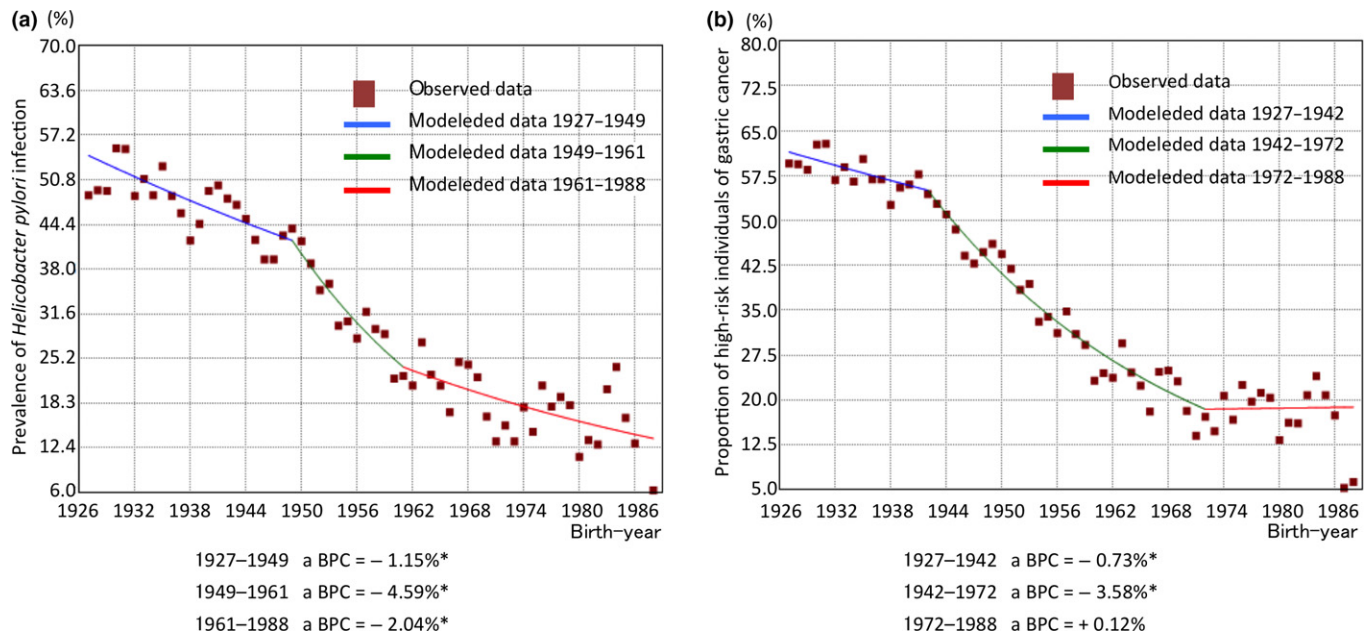 (a) (%)
70.0
63.6
57.2
50.8
44.4
38.0
31.6
25.2
18.3
12.4
6.0
Prevalence of Helicobacter pylori infection
Observed data
Modeleded data 1927–1949
Modeleded data 1949–1961
Modeleded data 1961–1988
1926 1932 1938 1944 1950 1956 1962 1974 1980 1986
Birth–year
1927–1949 a BPC = – 1.15%*
1949–1961 a BPC = – 4.59%*
1961–1988 a BPC = – 2.04%*
(b) (%)
80.0
72.5
65.0
57.5
50.0
42.5
35.0
27.5
20.0
12.5
5.0
Proportion of high-risk individuals of gastric cancer
Observed data
Modeleded data 1927–1942
Modeleded data 1942–1972
Modeleded data 1972–1988
1926 1932 1938 1944 1950 1956 1962 1974 1980 1986
Birth–year
1927–1942 a BPC = – 0.73%*
1942–1972 a BPC = – 3.58%*
1972–1988 a BPC = + 0.12%